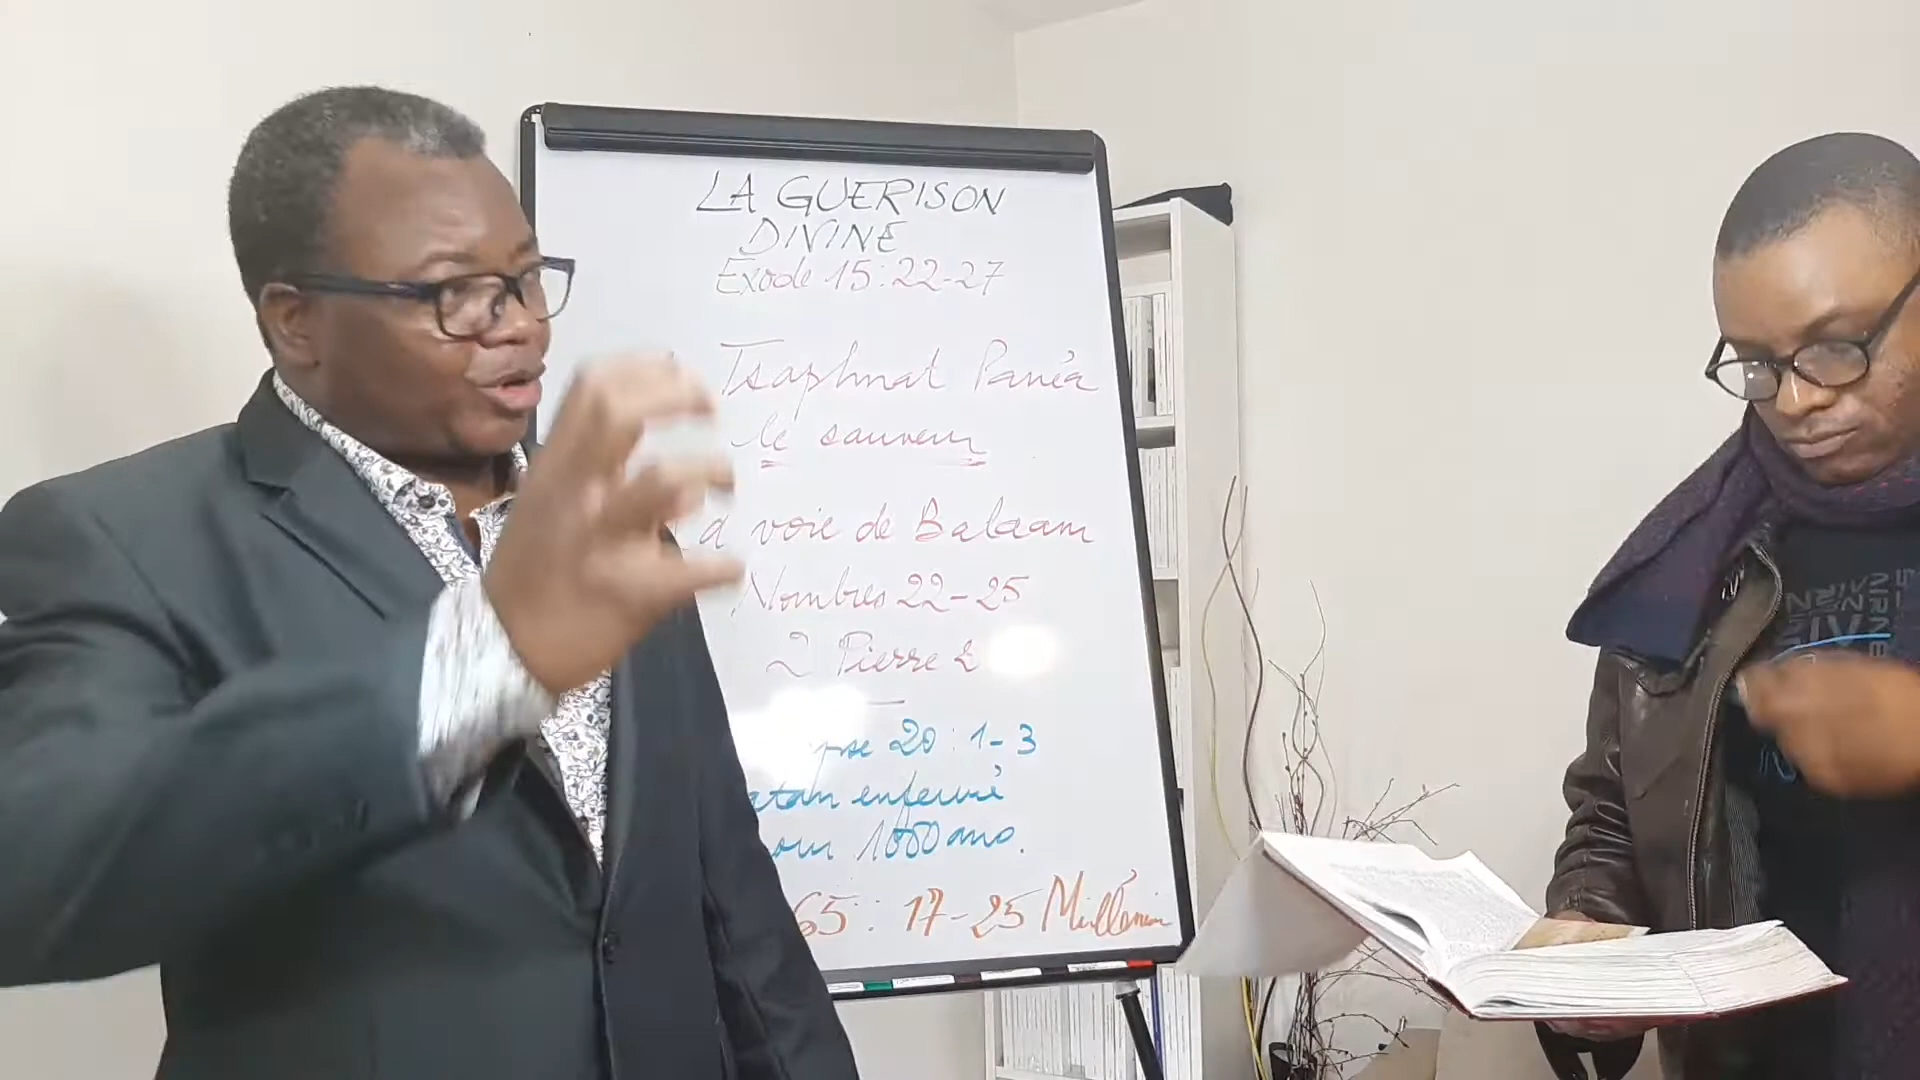 LA GUERISON
DIVINE
Exode 15:22-27
Tsaphnat Panéa
le sauveur
voie de Balaam
Nombres 22-25
2 Pierre 2
20:1-3
enfermé
1000 ans.
65: 17-25 Millénium